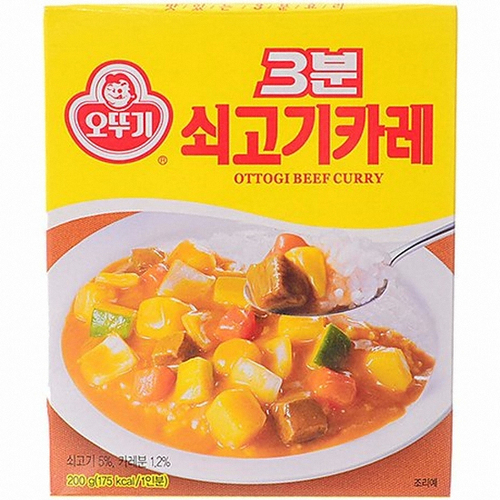 맛있는 3분 요리
오뚜기
®
3분
쇠고기카레
OTTOGI BEEF CURRY
쇠고기 5%, 카레분 1.2%
200 g(175 kcal/1인분)
조리예